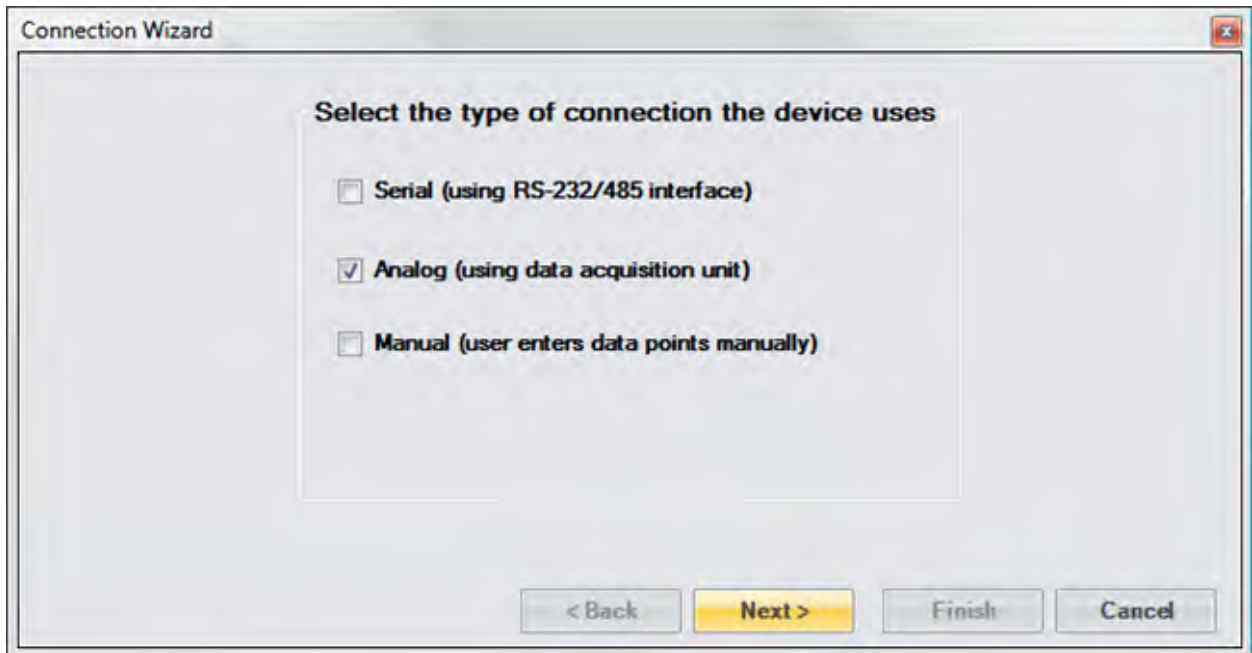 Connection Wizard
Select the type of connection the device uses
Serial (using RS-232/485 interface)
Analog (using data acquisition unit)
Manual (user enters data points manually)
< Back Next > Finish Cancel